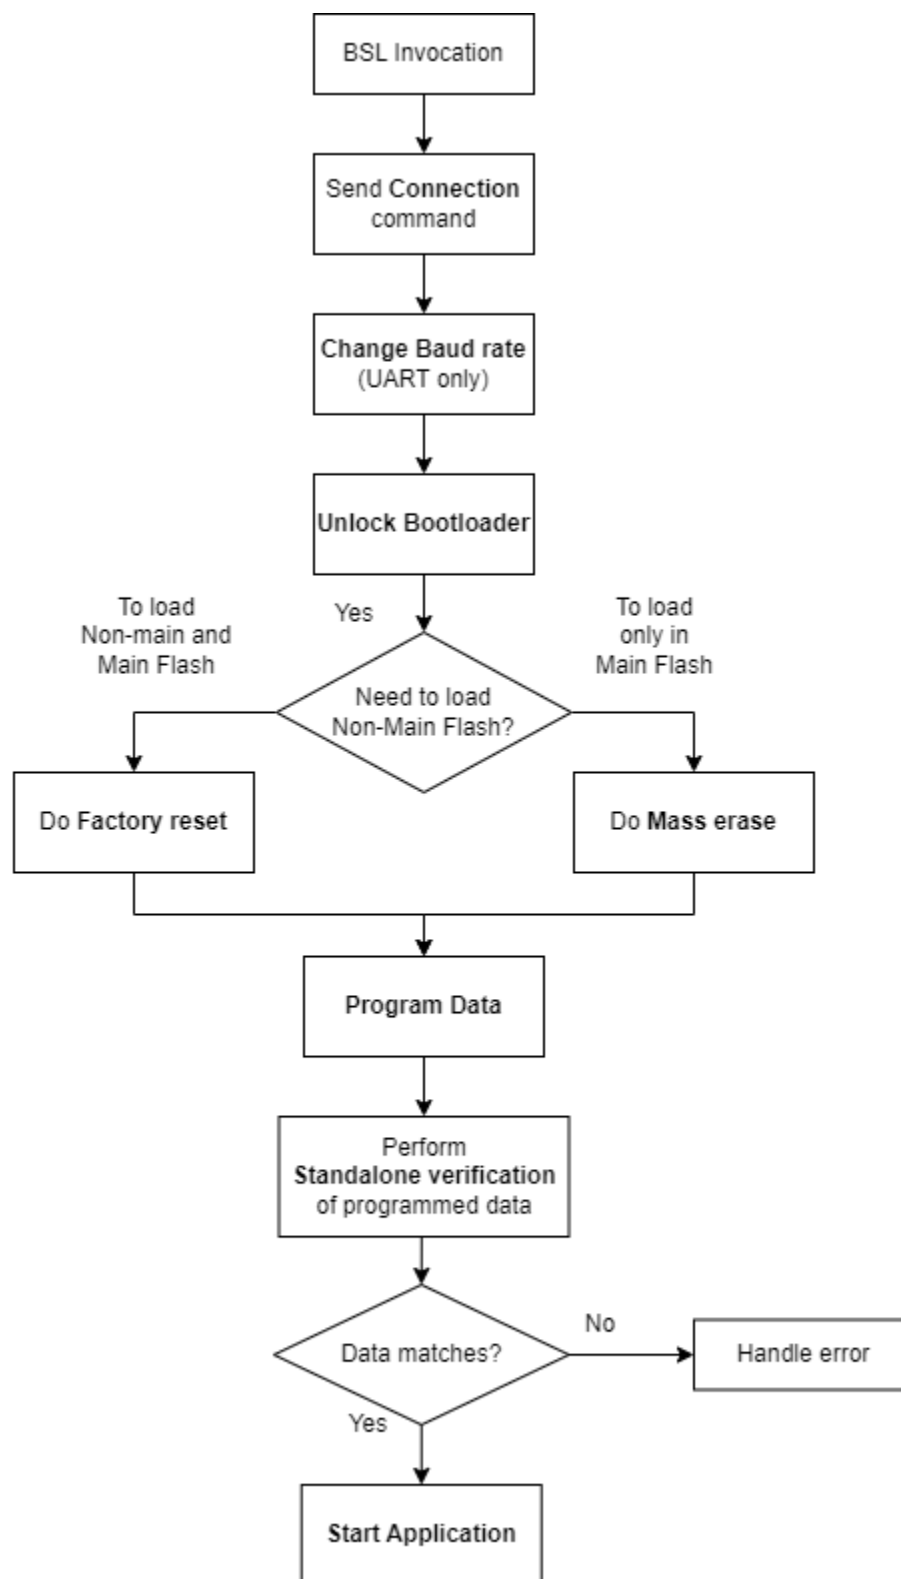 BSL Invocation
Send Connection
command
Change Baud rate
(UART only)
Unlock Bootloader
Yes
To load
Non-main and
Main Flash
To load
only in
Main Flash
Need to load
Non-Main Flash?
Do Factory reset
Do Mass erase
Program Data
Perform
Standalone verification
of programmed data
Data matches?
No
Handle error
Yes
Start Application